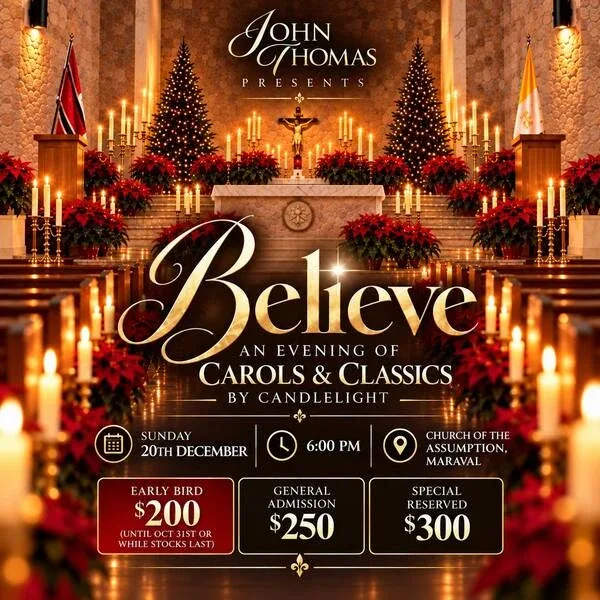 JOHN
THOMAS
PRESENTS
Believe
AN EVENING OF
CAROLS & CLASSICS
BY CANDLELIGHT
SUNDAY
20TH DECEMBER
6:00 PM
CHURCH OF THE
ASSUMPTION,
MARAVAL
EARLY BIRD
$200
(UNTIL OCT 31ST OR
WHILE STOCKS LAST)
GENERAL
ADMISSION
$250
SPECIAL
RESERVED
$300